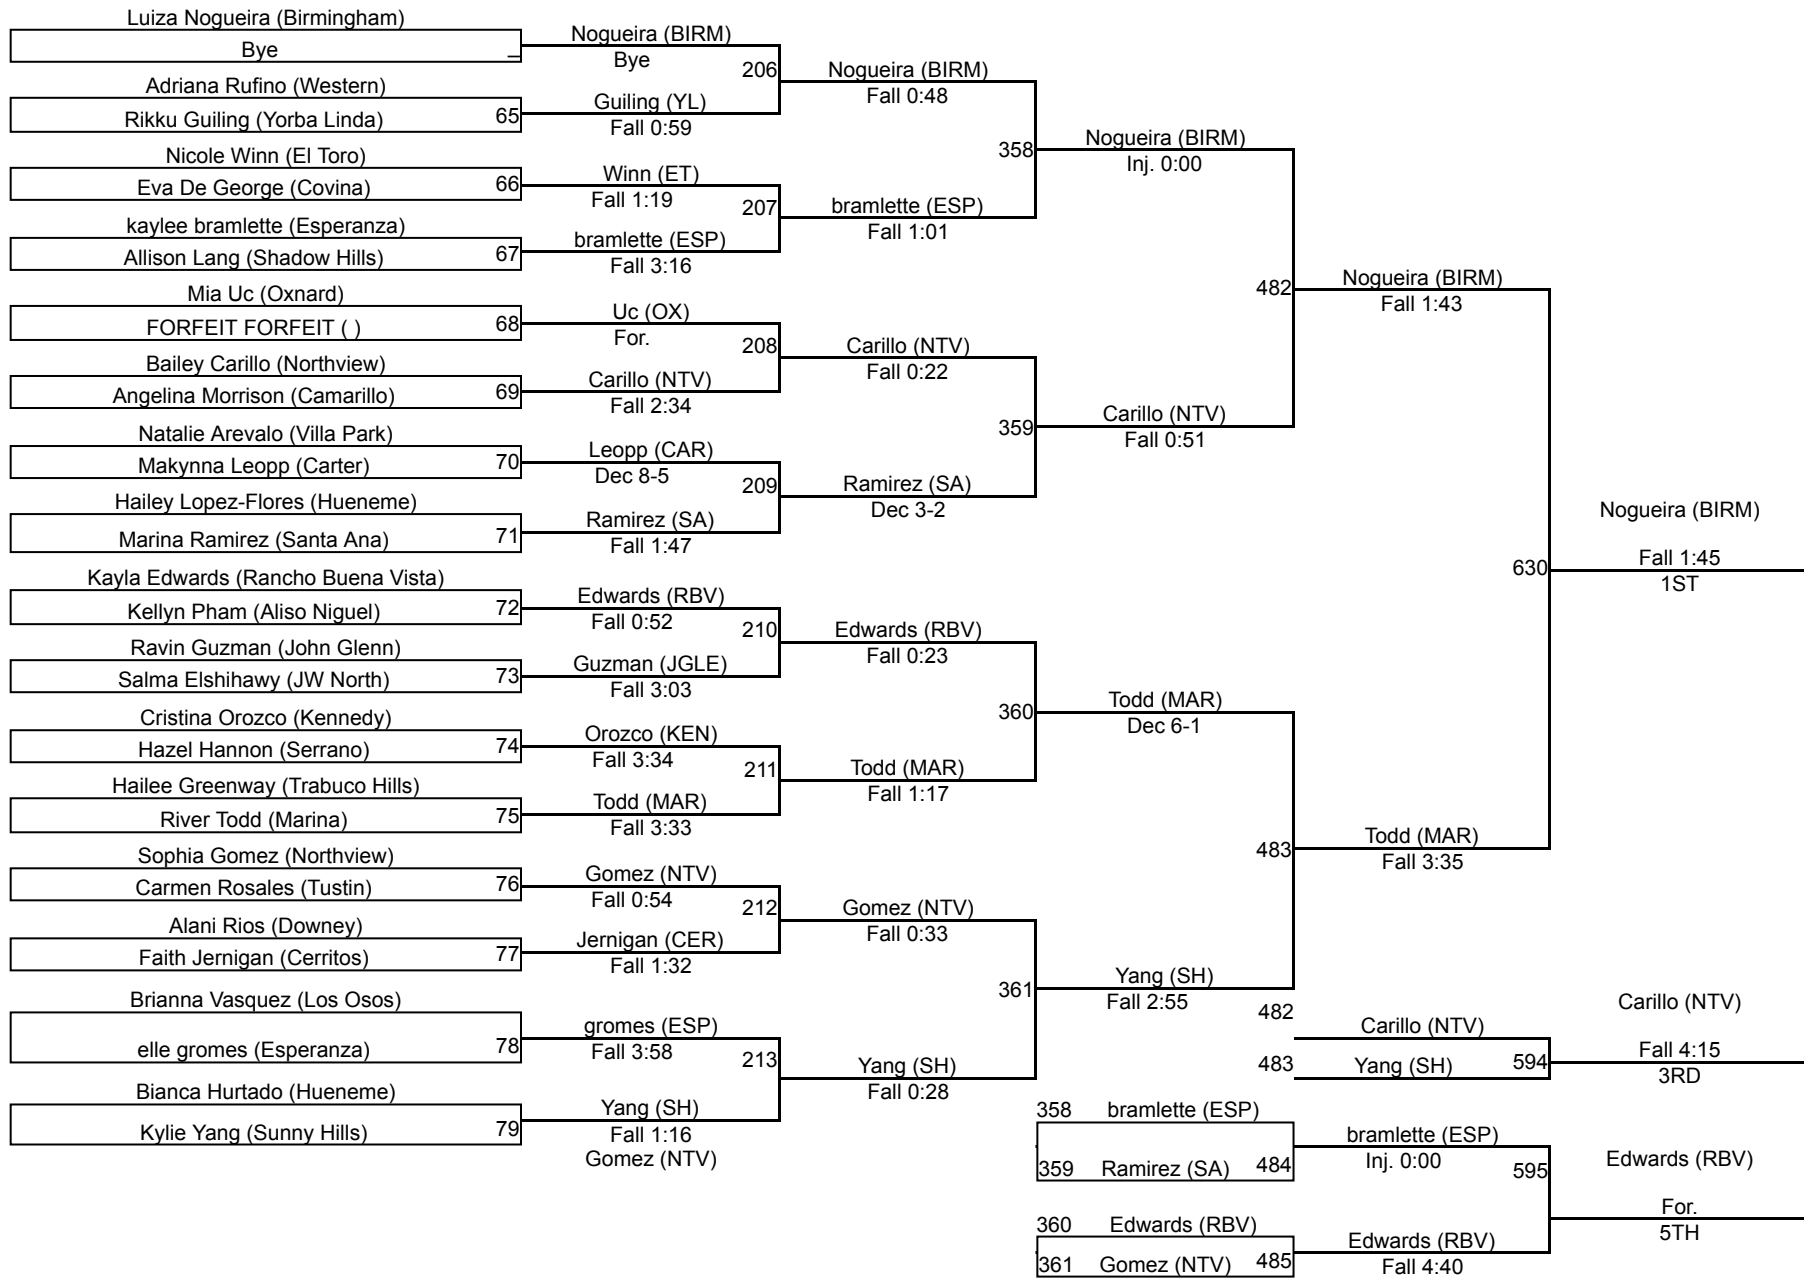 Luiza Nogueira (Birmingham)
Bye
_
Adriana Rufino (Western)
Rikku Guiling (Yorba Linda)
65
Nicole Winn (El Toro)
Eva De George (Covina)
66
kaylee bramlette (Esperanza)
Allison Lang (Shadow Hills)
67
Mia Uc (Oxnard)
FORFEIT FORFEIT ( )
68
Bailey Carillo (Northview)
Angelina Morrison (Camarillo)
69
Natalie Arevalo (Villa Park)
Makynna Leopp (Carter)
70
Hailey Lopez-Flores (Hueneme)
Marina Ramirez (Santa Ana)
71
Kayla Edwards (Rancho Buena Vista)
Kellyn Pham (Aliso Niguel)
72
Ravin Guzman (John Glenn)
Salma Elshihawy (JW North)
73
Cristina Orozco (Kennedy)
Hazel Hannon (Serrano)
74
Hailee Greenway (Trabuco Hills)
River Todd (Marina)
75
Sophia Gomez (Northview)
Carmen Rosales (Tustin)
76
Alani Rios (Downey)
Faith Jernigan (Cerritos)
77
Brianna Vasquez (Los Osos)
elle gromes (Esperanza)
78
Bianca Hurtado (Hueneme)
Kylie Yang (Sunny Hills)
79
Nogueira (BIRM)
Bye
206
Guiling (YL)
Fall 0:59
Winn (ET)
Fall 1:19
207
bramlette (ESP)
Fall 3:16
Uc (OX)
For.
208
Carillo (NTV)
Fall 2:34
Leopp (CAR)
Dec 8-5
209
Ramirez (SA)
Fall 1:47
Edwards (RBV)
Fall 0:52
210
Guzman (JGLE)
Fall 3:03
Orozco (KEN)
Fall 3:34
211
Todd (MAR)
Fall 3:33
Gomez (NTV)
Fall 0:54
212
Jernigan (CER)
Fall 1:32
gromes (ESP)
Fall 3:58
213
Yang (SH)
Fall 1:16
Gomez (NTV)
Nogueira (BIRM)
Fall 0:48
358
bramlette (ESP)
Fall 1:01
Carillo (NTV)
Fall 0:22
359
Ramirez (SA)
Dec 3-2
Edwards (RBV)
Fall 0:23
360
Todd (MAR)
Fall 1:17
Gomez (NTV)
Fall 0:33
361
Yang (SH)
Fall 0:28
Nogueira (BIRM)
Inj. 0:00
482
Carillo (NTV)
Fall 0:51
Todd (MAR)
Dec 6-1
483
Yang (SH)
Fall 2:55
Nogueira (BIRM)
Fall 1:43
630
Todd (MAR)
Fall 3:35
Nogueira (BIRM)
Fall 1:45
1ST
482
Carillo (NTV)
483
Yang (SH)
594
Carillo (NTV)
Fall 4:15
3RD
358 bramlette (ESP)
359 Ramirez (SA) 484
360 Edwards (RBV)
361 Gomez (NTV) 485
bramlette (ESP)
Inj. 0:00
595
Edwards (RBV)
Fall 4:40
Edwards (RBV)
For.
5TH